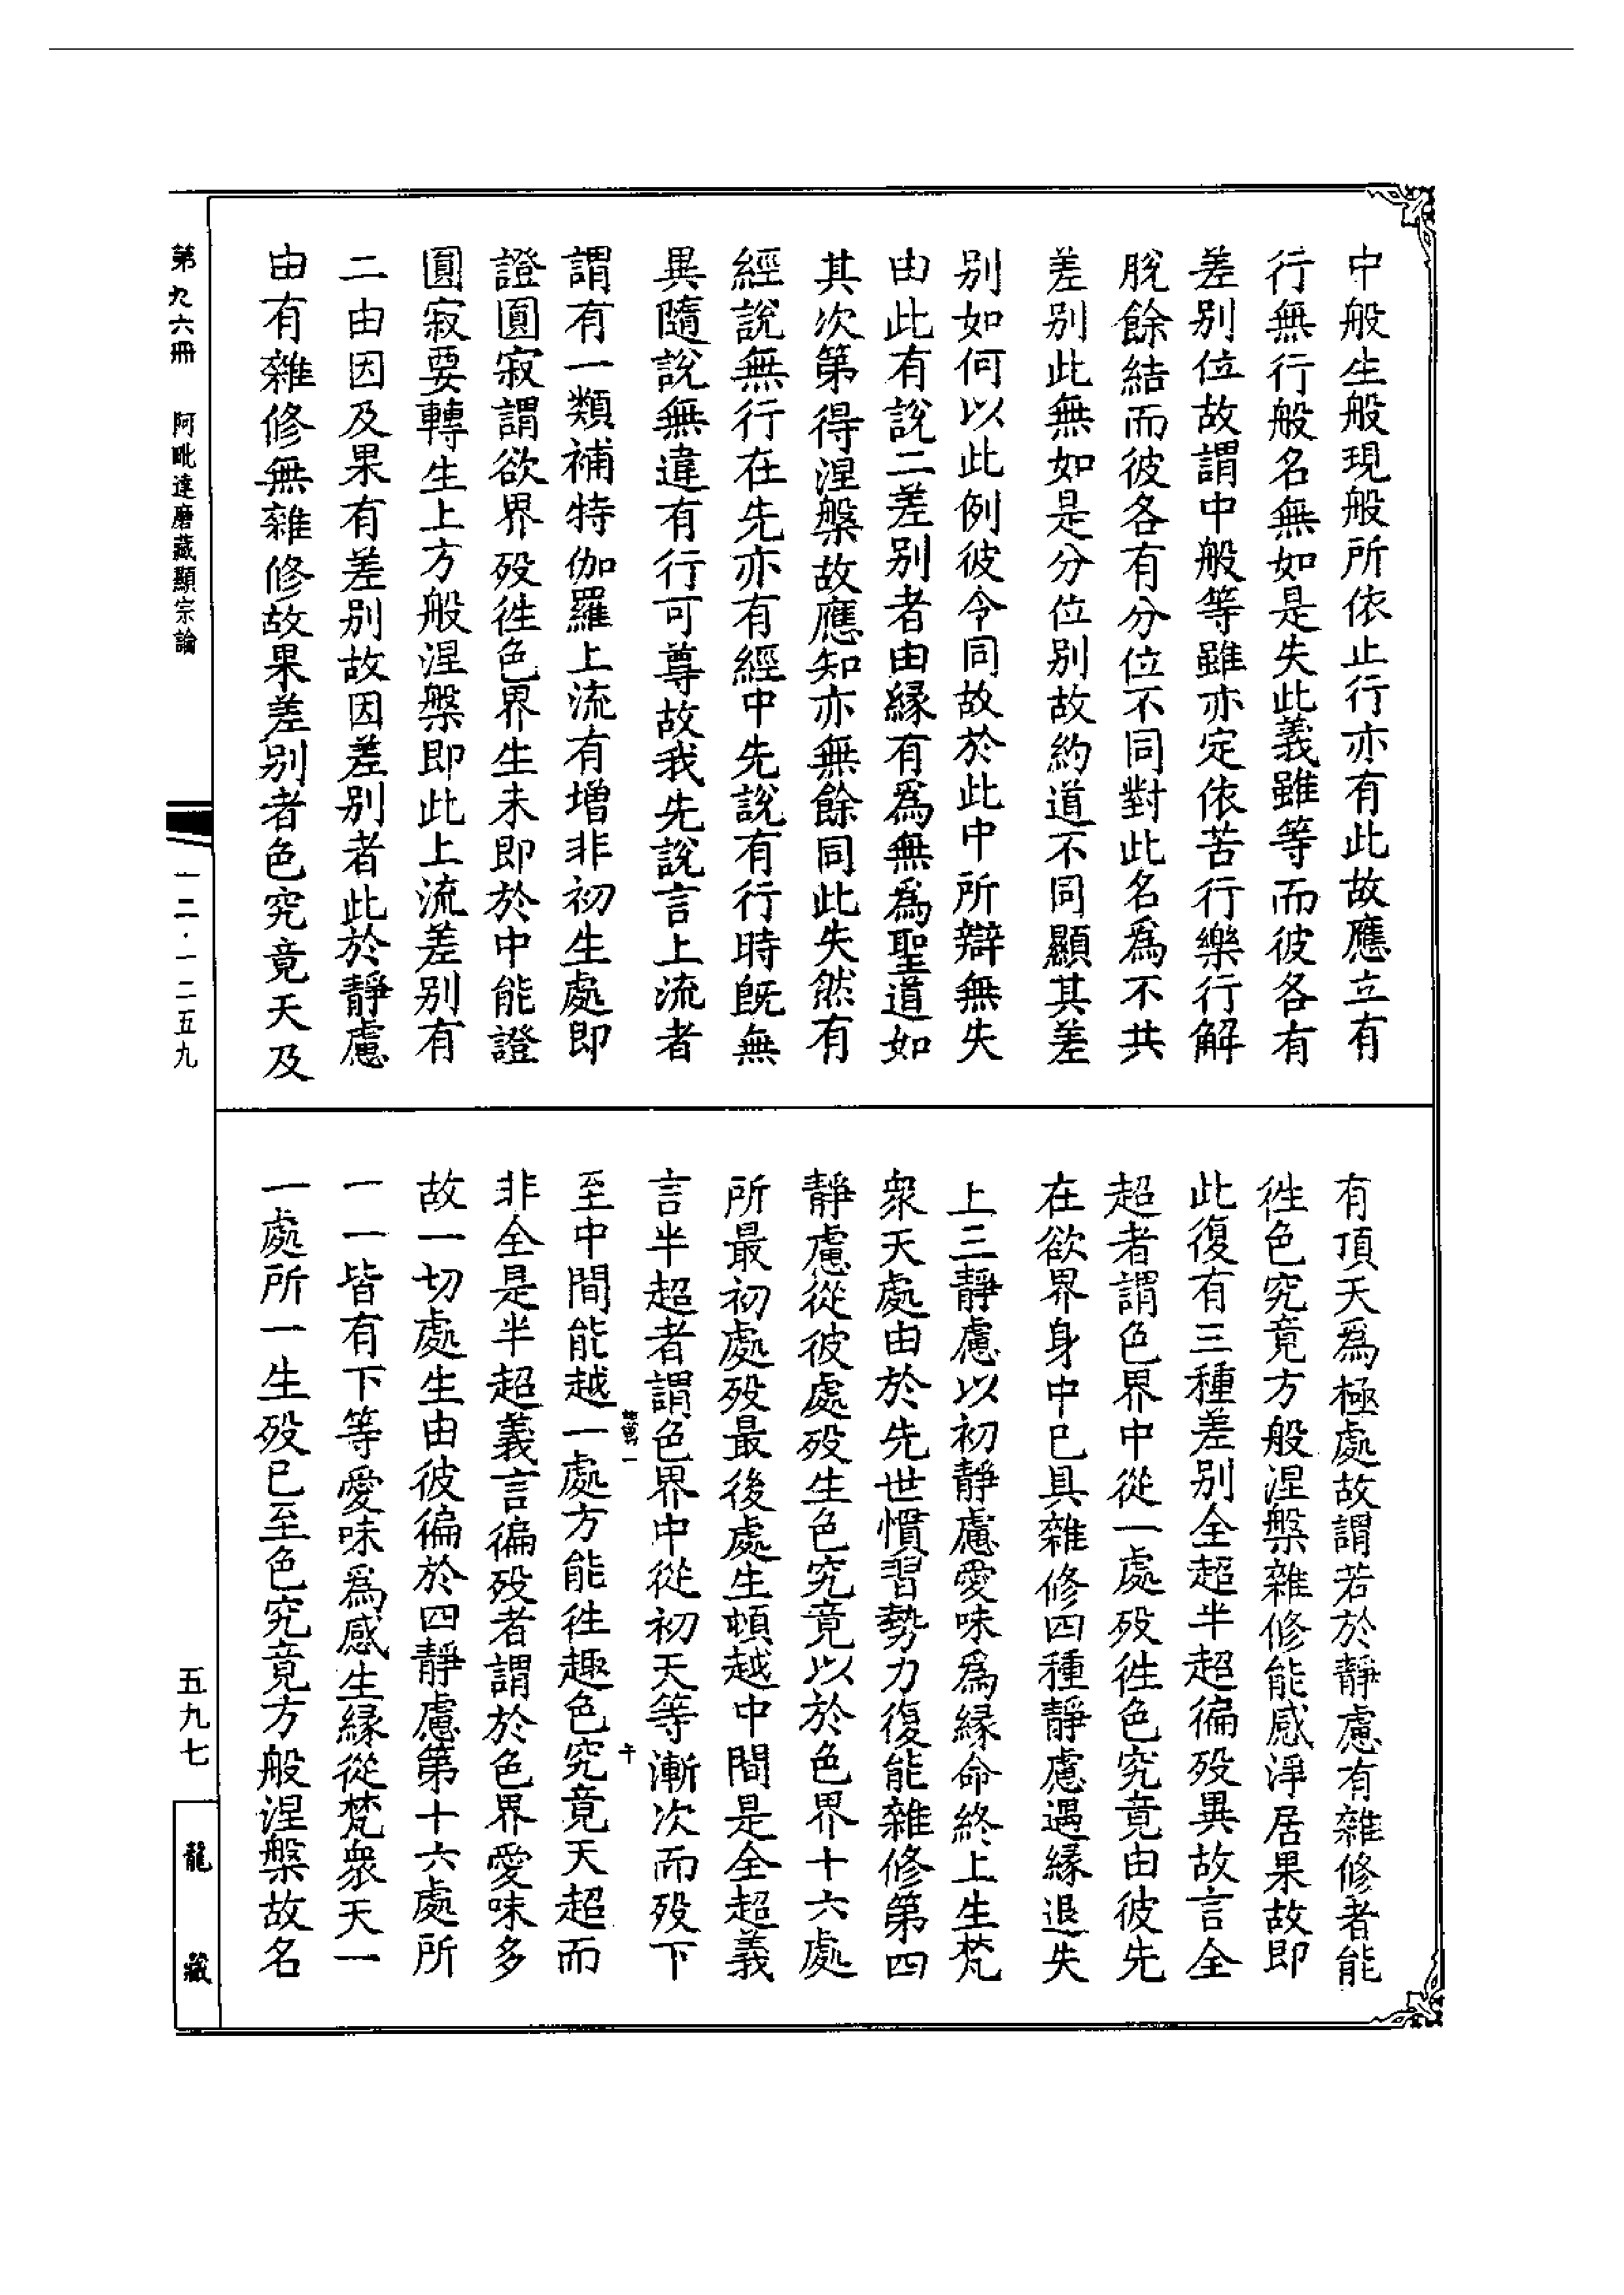 中般生般現般所依止行亦有此故應立有
行無行般名無如是失此義雖等而彼各有
差别位故謂中般等雖亦定依苦行樂行解
脫餘結而彼各有分位不同對此名爲不共
差别此無如是分位别故約道不同顯其差
别如何以此例彼令同故於此中所辯無失
由此有說二差别者由縁有爲無爲聖道如
其次第得涅槃故應知亦無餘同此失然有
經說無行在先亦有經中先說有行時旣無
異隨說無違有行可尊故我先說言上流者
謂有一類補特伽羅上流有增非初生處即
證圓寂謂欲界歿徃色界生未即於中能證
圓寂要轉生上方般涅槃即此上流差别有
二由因及果有差别故因差别者此於靜慮
由有雜修無雜修故果差别者色究竟天及
有頂天爲極處故謂若於靜慮有雜修者能
徃色究竟方般涅槃雜修能感淨居果故即
此復有三種差别全超半超徧歿異故言全
超者謂色界中從一處歿徃色究竟由彼先
在欲界身中已具雜修四種靜慮遇縁退失
上三靜慮以初靜慮愛味爲縁命終上生梵
衆天處由於先世慣習勢力復能雜修第四
靜慮從彼處歿生色究竟以於色界十六處
所最初處歿最後處生頓越中間是全超義
言半超者謂色界中從初天等漸次而歿下
至中間能越一處方能徃趣色究竟天超而
非全是半超義言徧歿者謂於色界愛味多
故一切處生由彼徧於四靜慮第十六處所
一一皆有下等愛味爲感生縁從梵衆天一
一處所一生歿已至色究竟方般涅槃故名
第九六冊 阿毗達磨藏顯宗論
一二·一二五九
五九七
龍藏